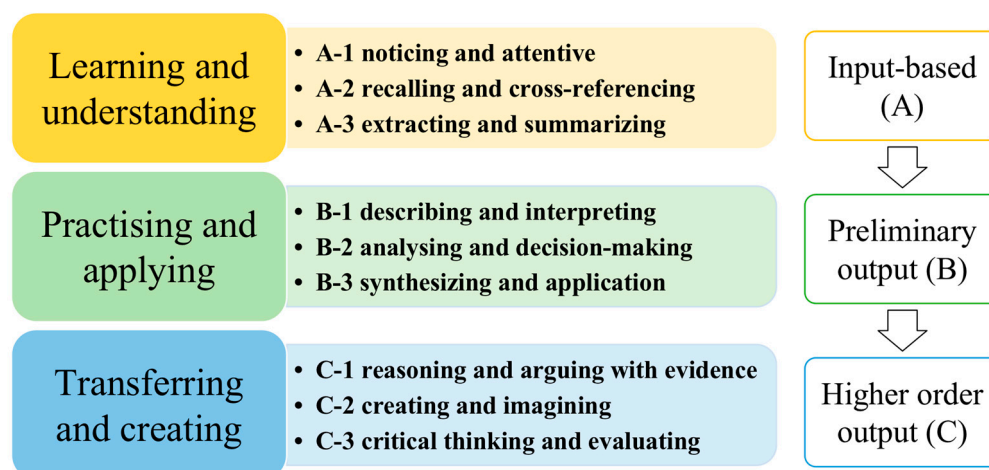 Learning and
understanding
• A-1 noticing and attentive
• A-2 recalling and cross-referencing
• A-3 extracting and summarizing
Input-based
(A)
Practising and
applying
• B-1 describing and interpreting
• B-2 analysing and decision-making
• B-3 synthesizing and application
Preliminary
output (B)
Transferring
and creating
• C-1 reasoning and arguing with evidence
• C-2 creating and imagining
• C-3 critical thinking and evaluating
Higher order
output (C)